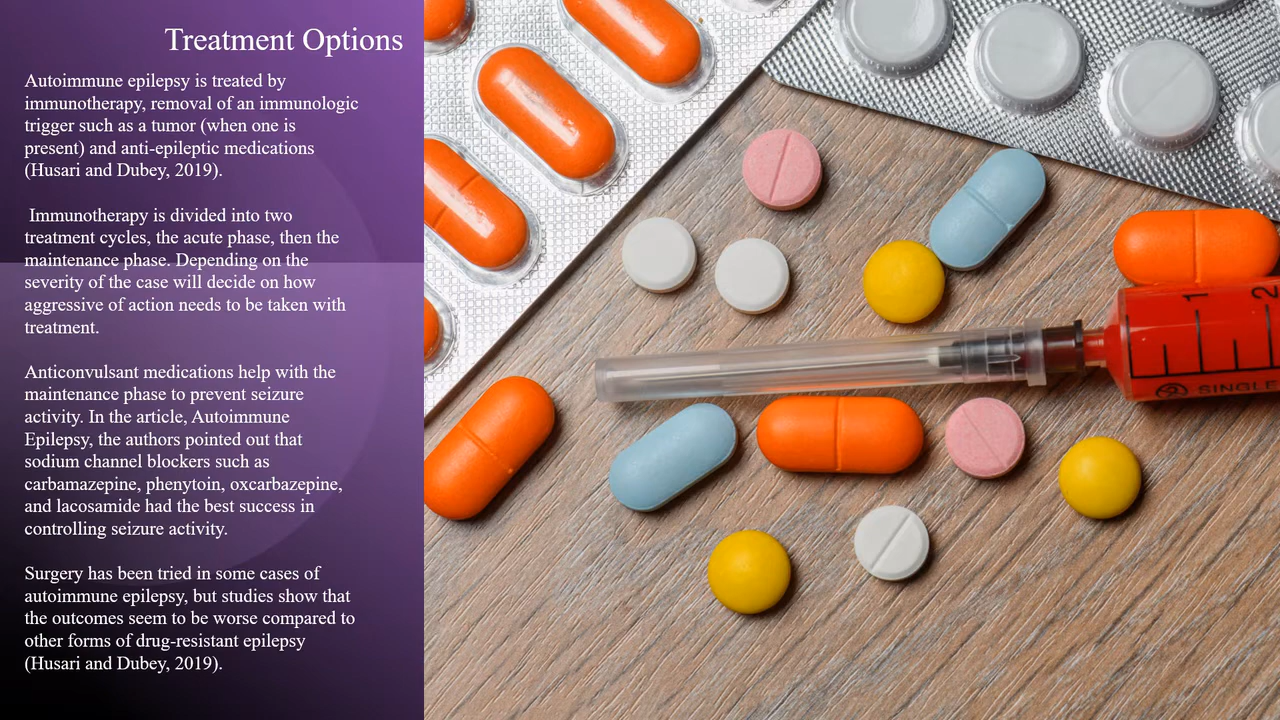 Treatment Options
Autoimmune epilepsy is treated by
immunotherapy, removal of an immunologic
trigger such as a tumor (when one is
present) and anti-epileptic medications
(Husari and Dubey, 2019).
Immunotherapy is divided into two
treatment cycles, the acute phase, then the
maintenance phase. Depending on the
severity of the case will decide on how
aggressive of action needs to be taken with
treatment.
Anticonvulsant medications help with the
maintenance phase to prevent seizure
activity. In the article, Autoimmune
Epilepsy, the authors pointed out that
sodium channel blockers such as
carbamazepine, phenytoin, oxcarbazepine,
and lacosamide had the best success in
controlling seizure activity.
Surgery has been tried in some cases of
autoimmune epilepsy, but studies show that
the outcomes seem to be worse compared to
other forms of drug-resistant epilepsy
(Husari and Dubey, 2019).
1 2
SINGLE